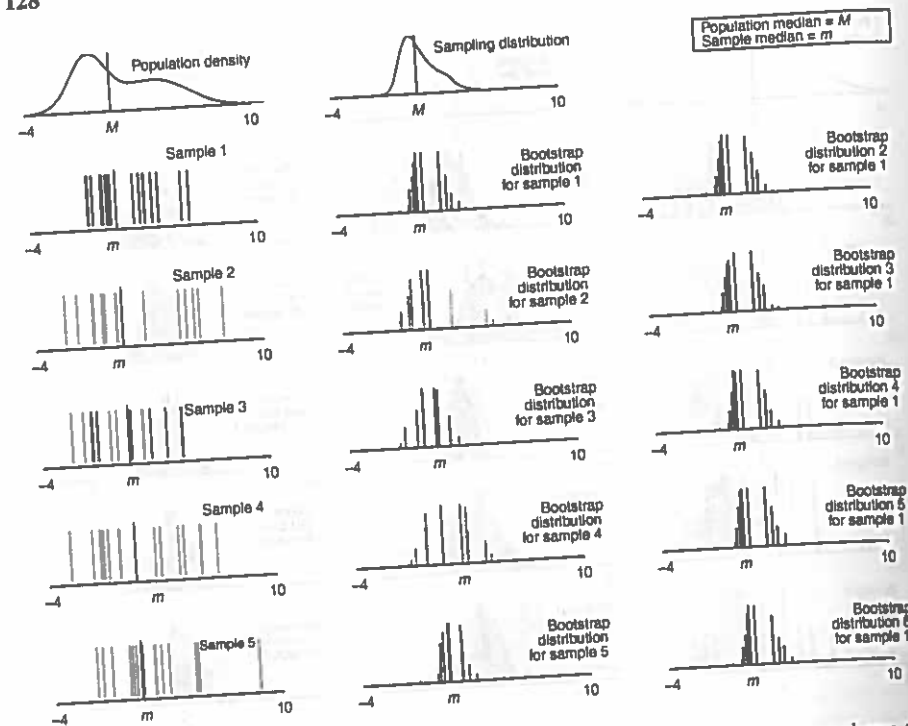 128
Population density
-4
M
10
Sampling distribution
-4
M
10
Population median = M
Sample median = m
Sample 1
-4
m
10
Bootstrap
distribution
for sample 1
-4
m
10
Bootstrap
distribution 2
for sample 1
-4
m
10
Sample 2
-4
m
10
Bootstrap
distribution
for sample 2
-4
m
10
Bootstrap
distribution 3
for sample 1
-4
m
10
Sample 3
-4
m
10
Bootstrap
distribution
for sample 3
-4
m
10
Bootstrap
distribution 4
for sample 1
-4
m
10
Sample 4
-4
m
10
Bootstrap
distribution
for sample 4
-4
m
10
Bootstrap
distribution 5
for sample 1
-4
m
10
Sample 5
-4
m
10
Bootstrap
distribution
for sample 5
-4
m
10
Bootstrap
distribution 6
for sample 1
-4
m
10